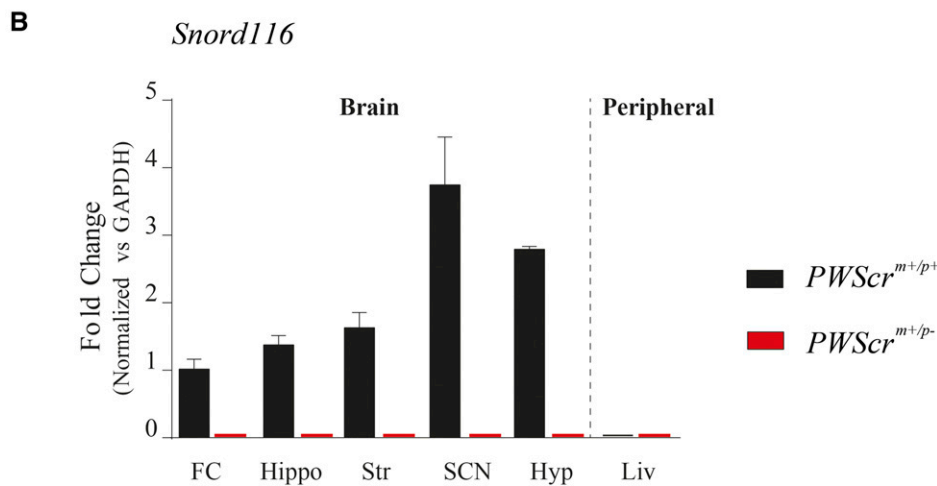 B
Snord116
Brain
Peripheral
Fold Change
(Normalized vs GAPDH)
5
4
3
2
1
0
FC Hippo Str SCN Hyp Liv
PWScr m+/p+
PWScr m+/p-